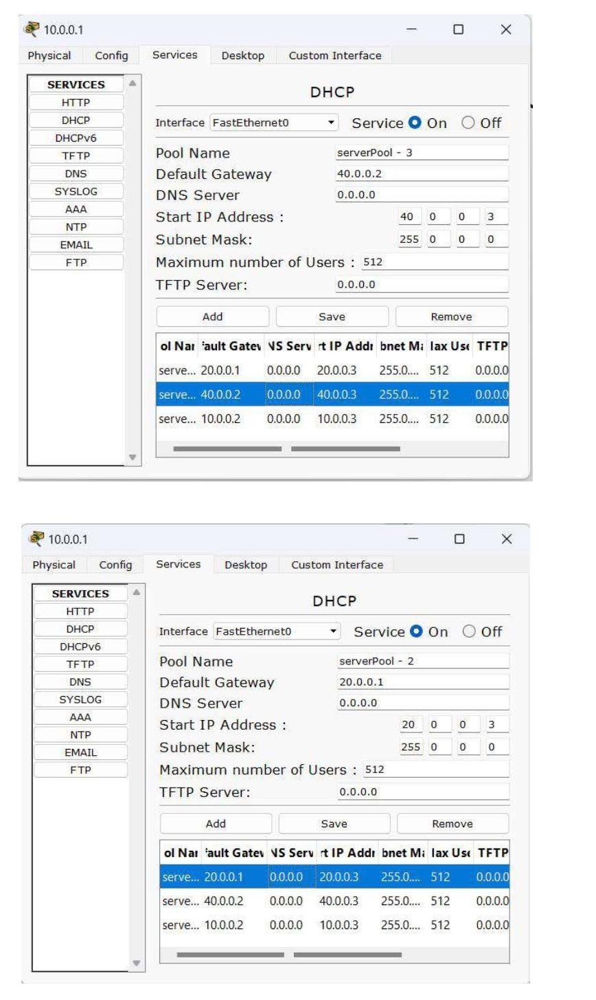 10.0.0.1
Physical Config Services Desktop Custom Interface
SERVICES
HTTP
DHCP
DHCPv6
TFTP
DNS
SYSLOG
AAA
NTP
EMAIL
FTP
DHCP
Interface FastEthernet0 Service On Off
Pool Name serverPool - 3
Default Gateway 40.0.0.2
DNS Server 0.0.0.0
Start IP Address : 40 0 0 3
Subnet Mask: 255 0 0 0
Maximum number of Users : 512
TFTP Server: 0.0.0.0
Add Save Remove
ol Nar fault Gatew NS Serv rt IP Addr bnet Ma lax Use TFTP
serve... 20.0.0.1 0.0.0.0 20.0.0.3 255.0.... 512 0.0.0.0
serve... 40.0.0.2 0.0.0.0 40.0.0.3 255.0.... 512 0.0.0.0
serve... 10.0.0.2 0.0.0.0 10.0.0.3 255.0.... 512 0.0.0.0
10.0.0.1
Physical Config Services Desktop Custom Interface
SERVICES
HTTP
DHCP
DHCPv6
TFTP
DNS
SYSLOG
AAA
NTP
EMAIL
FTP
DHCP
Interface FastEthernet0 Service On Off
Pool Name serverPool - 2
Default Gateway 20.0.0.1
DNS Server 0.0.0.0
Start IP Address : 20 0 0 3
Subnet Mask: 255 0 0 0
Maximum number of Users : 512
TFTP Server: 0.0.0.0
Add Save Remove
ol Nar fault Gatew NS Serv rt IP Addr bnet Ma lax Use TFTP
serve... 20.0.0.1 0.0.0.0 20.0.0.3 255.0.... 512 0.0.0.0
serve... 40.0.0.2 0.0.0.0 40.0.0.3 255.0.... 512 0.0.0.0
serve... 10.0.0.2 0.0.0.0 10.0.0.3 255.0.... 512 0.0.0.0